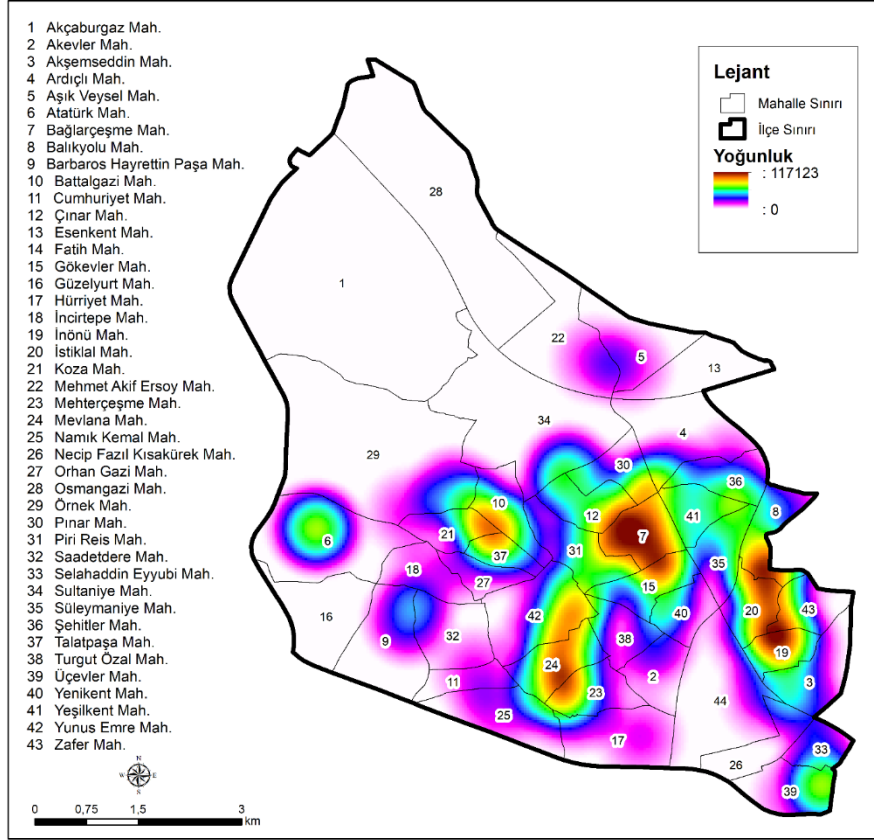 1 Akçaburgaz Mah.
2 Akevler Mah.
3 Akşemseddin Mah.
4 Ardıçlı Mah.
5 Aşık Veysel Mah.
6 Atatürk Mah.
7 Bağlarçeşme Mah.
8 Balıkyolu Mah.
9 Barbaros Hayrettin Paşa Mah.
10 Battalgazi Mah.
11 Cumhuriyet Mah.
12 Çınar Mah.
13 Esenkent Mah.
14 Fatih Mah.
15 Gökevler Mah.
16 Güzelyurt Mah.
17 Hürriyet Mah.
18 İncirtepe Mah.
19 İnönü Mah.
20 İstiklal Mah.
21 Koza Mah.
22 Mehmet Akif Ersoy Mah.
23 Mehterçeşme Mah.
24 Mevlana Mah.
25 Namık Kemal Mah.
26 Necip Fazıl Kısakürek Mah.
27 Orhan Gazi Mah.
28 Osmangazi Mah.
29 Örnek Mah.
30 Pınar Mah.
31 Piri Reis Mah.
32 Saadetdere Mah.
33 Selahaddin Eyyubi Mah.
34 Sultaniye Mah.
35 Süleymaniye Mah.
36 Şehitler Mah.
37 Talatpaşa Mah.
38 Turgut Özal Mah.
39 Üçevler Mah.
40 Yenikent Mah.
41 Yeşilkent Mah.
42 Yunus Emre Mah.
43 Zafer Mah.
N
W E
S
0 0,75 1,5 3
km
Lejant
Mahalle Sınırı
İlçe Sınırı
Yoğunluk
: 117123
: 0
28
1
22
5
13
34
4
29
30
36
10
12
41
8
6
21
7
37
31
35
18
27
15
16
9
42
40
20
43
32
38
19
24
2
11
3
23
44
25
17
33
26
39